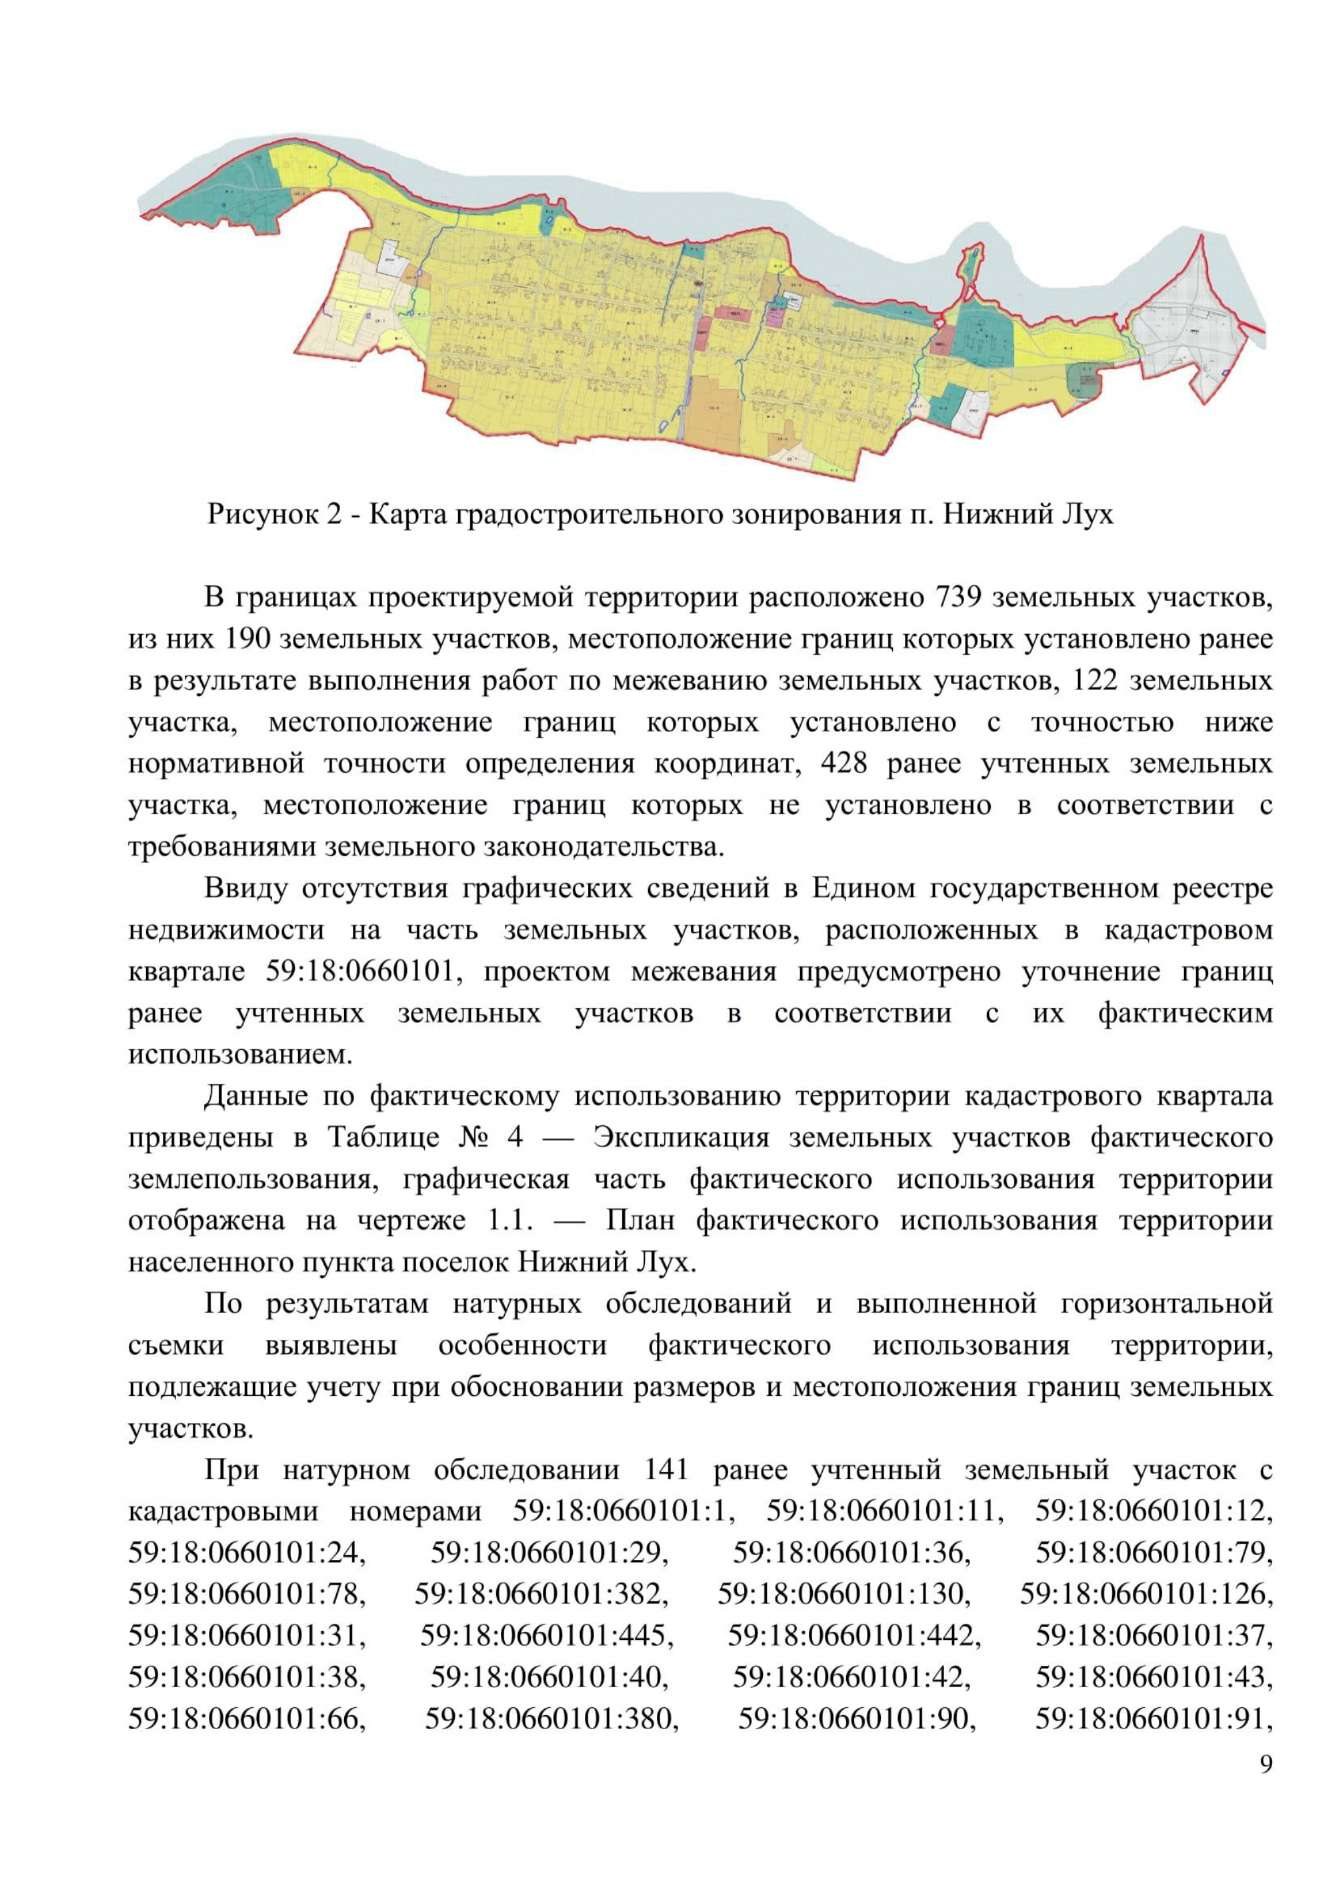 Рисунок 2 - Карта градостроительного зонирования п. Нижний Лух
В границах проектируемой территории расположено 739 земельных участков,
из них 190 земельных участков, местоположение границ которых установлено ранее
в результате выполнения работ по межеванию земельных участков, 122 земельных
участка, местоположение границ которых установлено с точностью ниже
нормативной точности определения координат, 428 ранее учтенных земельных
участка, местоположение границ которых не установлено в соответствии с
требованиями земельного законодательства.
Ввиду отсутствия графических сведений в Едином государственном реестре
недвижимости на часть земельных участков, расположенных в кадастровом
квартале 59:18:0660101, проектом межевания предусмотрено уточнение границ
ранее учтенных земельных участков в соответствии с их фактическим
использованием.
Данные по фактическому использованию территории кадастрового квартала
приведены в Таблице № 4 — Экспликация земельных участков фактического
землепользования, графическая часть фактического использования территории
отображена на чертеже 1.1. — План фактического использования территории
населенного пункта поселок Нижний Лух.
По результатам натурных обследований и выполненной горизонтальной
съемки выявлены особенности фактического использования территории,
подлежащие учету при обосновании размеров и местоположения границ земельных
участков.
При натурном обследовании 141 ранее учтенный земельный участок с
кадастровыми номерами 59:18:0660101:1, 59:18:0660101:11, 59:18:0660101:12,
59:18:0660101:24, 59:18:0660101:29, 59:18:0660101:36, 59:18:0660101:79,
59:18:0660101:78, 59:18:0660101:382, 59:18:0660101:130, 59:18:0660101:126,
59:18:0660101:31, 59:18:0660101:445, 59:18:0660101:442, 59:18:0660101:37,
59:18:0660101:38, 59:18:0660101:40, 59:18:0660101:42, 59:18:0660101:43,
59:18:0660101:66, 59:18:0660101:380, 59:18:0660101:90, 59:18:0660101:91,
9